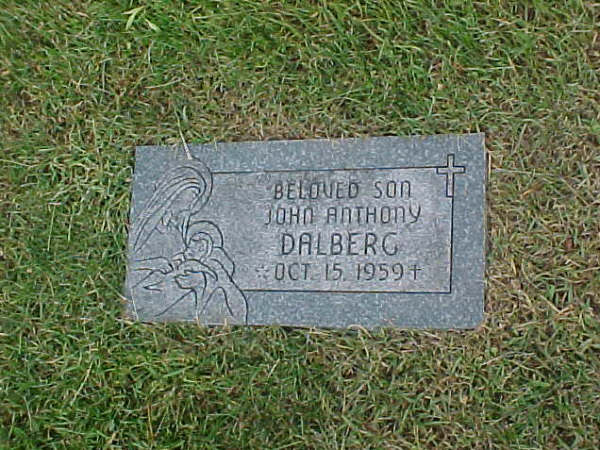 BELOVED SON
JOHN ANTHONY
DALBERG
☆ OCT. 15, 1959 ✝